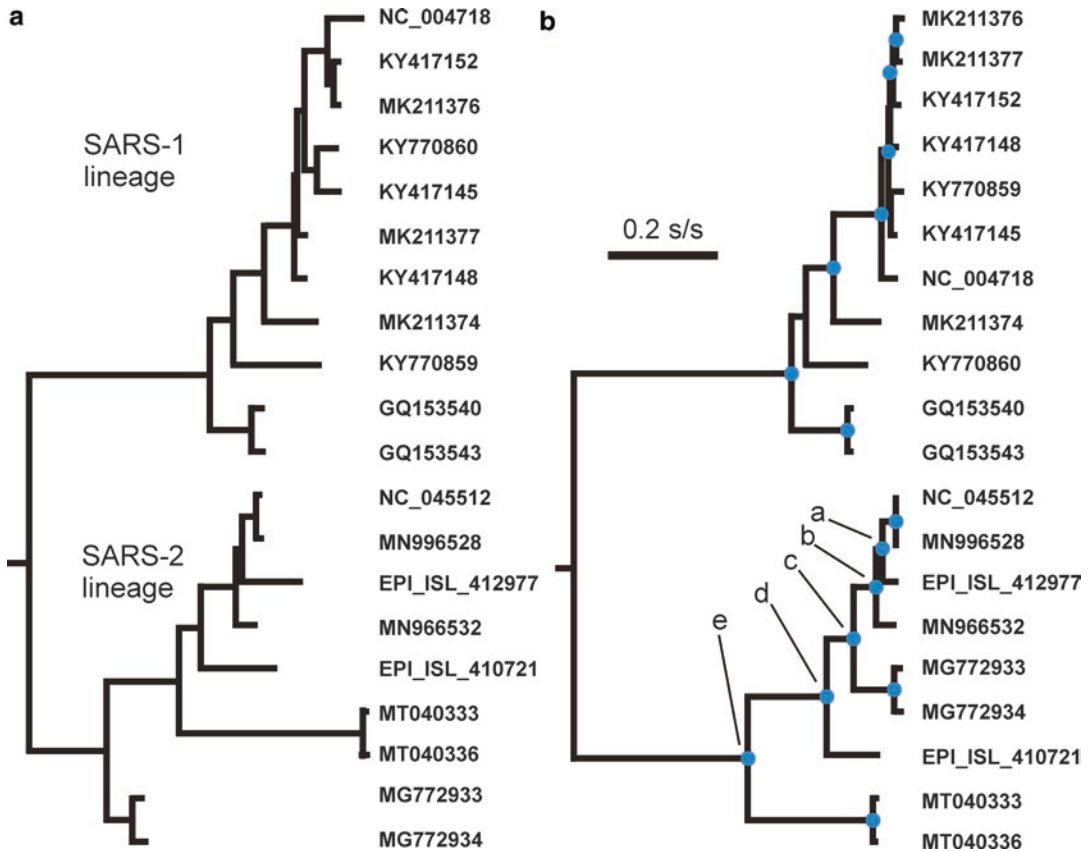 a
NC_004718
KY417152
MK211376
SARS-1
lineage
KY770860
KY417145
MK211377
KY417148
MK211374
KY770859
GQ153540
GQ153543
NC_045512
MN996528
SARS-2
lineage
EPI_ISL_412977
MN966532
EPI_ISL_410721
MT040333
MT040336
MG772933
MG772934
b
MK211376
MK211377
KY417152
KY417148
0.2 s/s
KY770859
KY417145
NC_004718
MK211374
KY770860
GQ153540
GQ153543
NC_045512
a
MN996528
b
EPI_ISL_412977
c
MN966532
d
e
MG772933
MG772934
EPI_ISL_410721
MT040333
MT040336